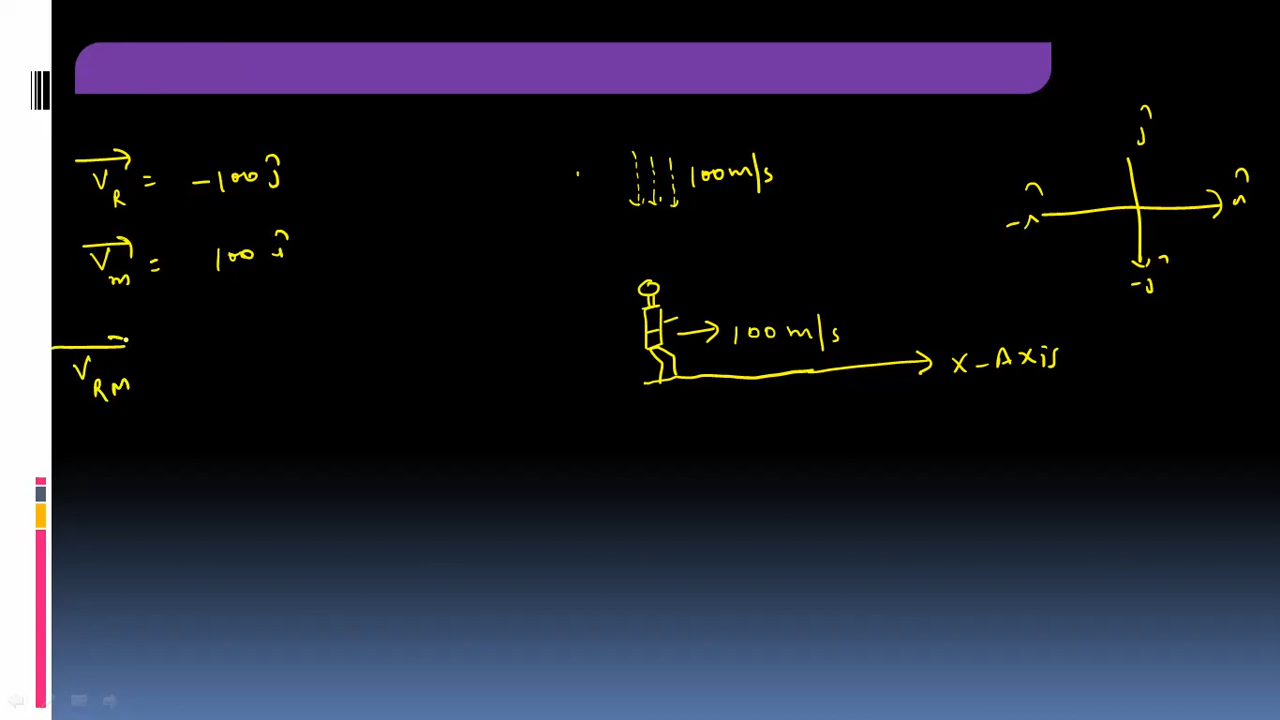 V_R = -100 ĵ
V_m = 100 î
V_RM
100 m/s
100 m/s
X-Axis
ĵ
-î
î
-ĵ